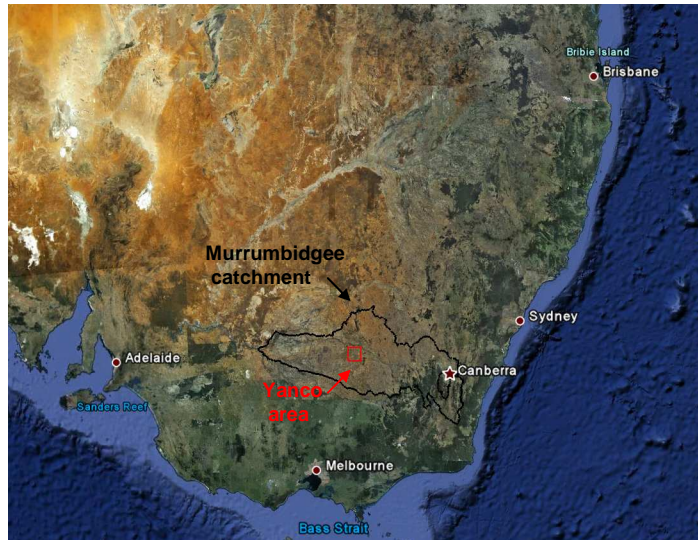 Bribie Island
Brisbane
Murrumbidgee
catchment
Sydney
Adelaide
Canberra
Yanco
area
Sanders Reef
Melbourne
Bass Strait